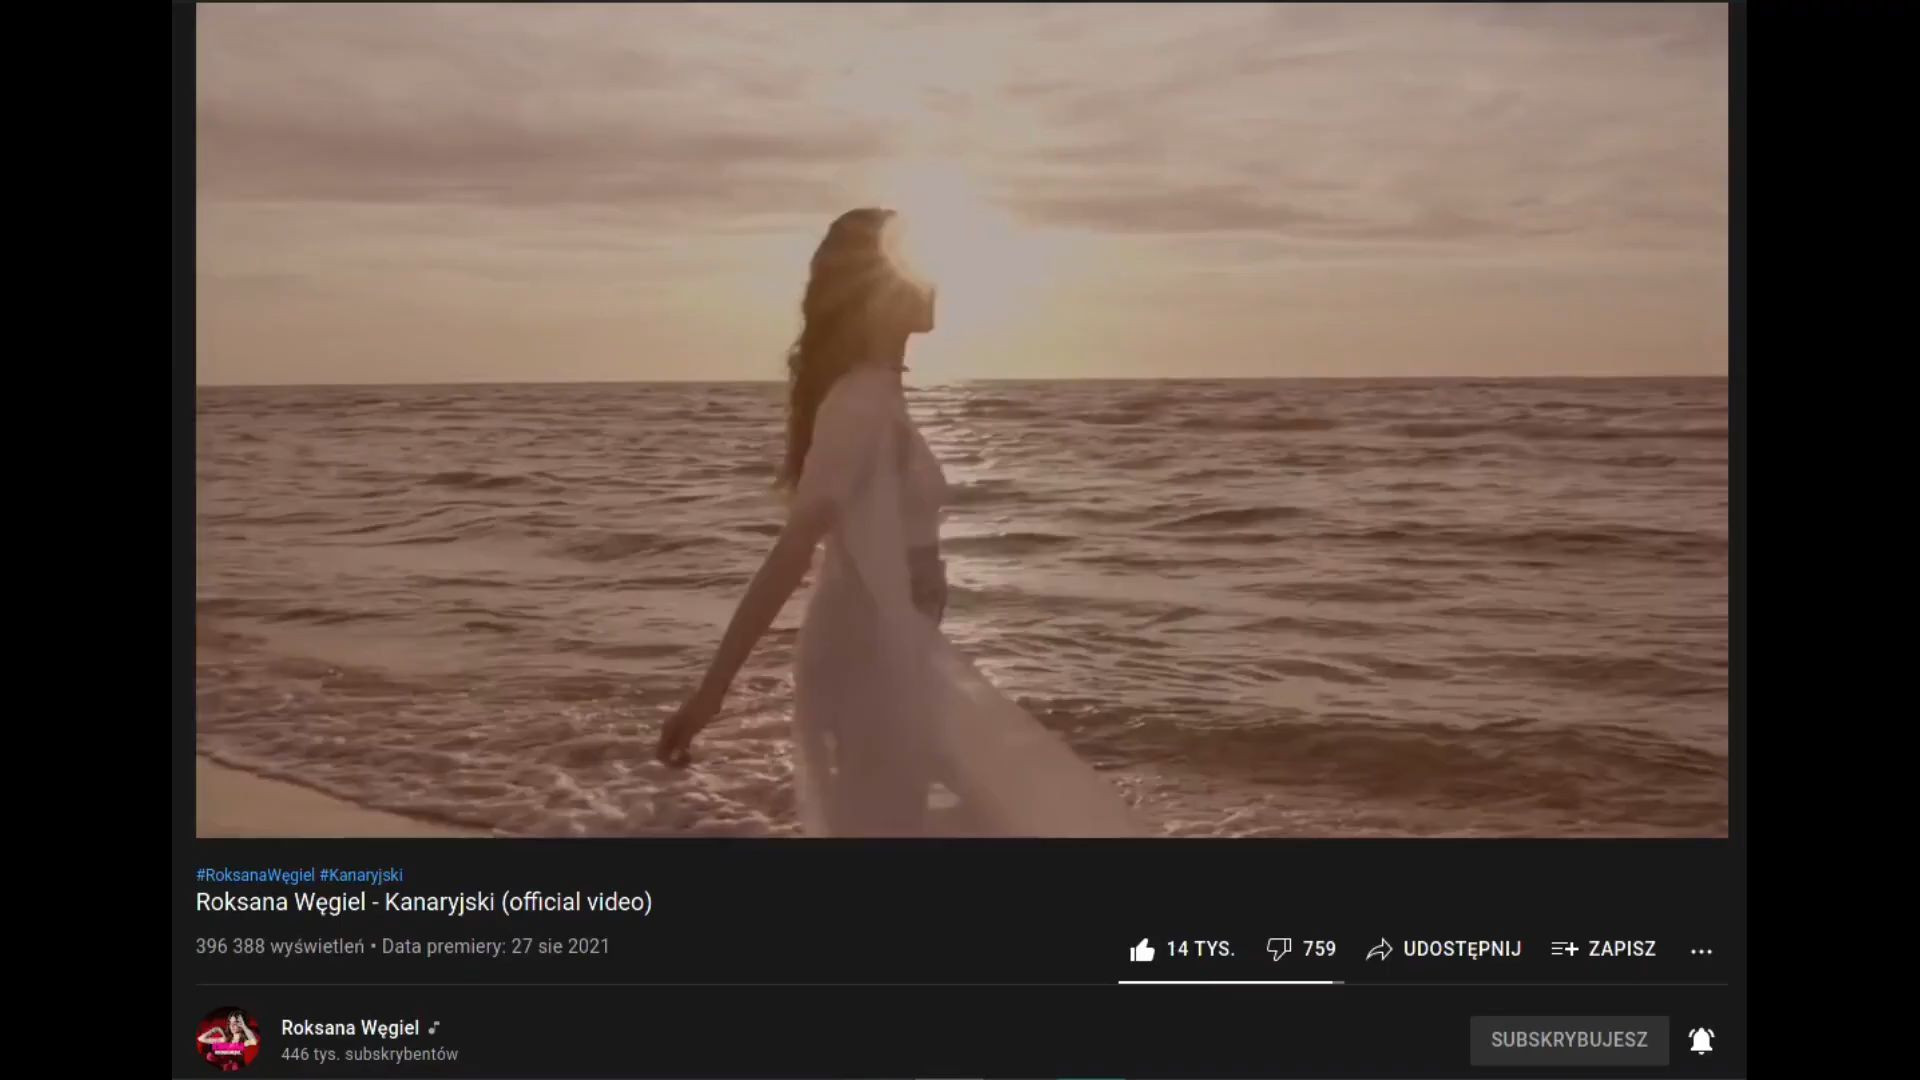 #RoksanaWęgiel #Kanaryjski
Roksana Węgiel - Kanaryjski (official video)
396 388 wyświetleń • Data premiery: 27 sie 2021
14 TYS. 759 UDOSTĘPNIJ ZAPISZ
Roksana Węgiel
446 tys. subskrybentów
SUBSKRYBUJESZ